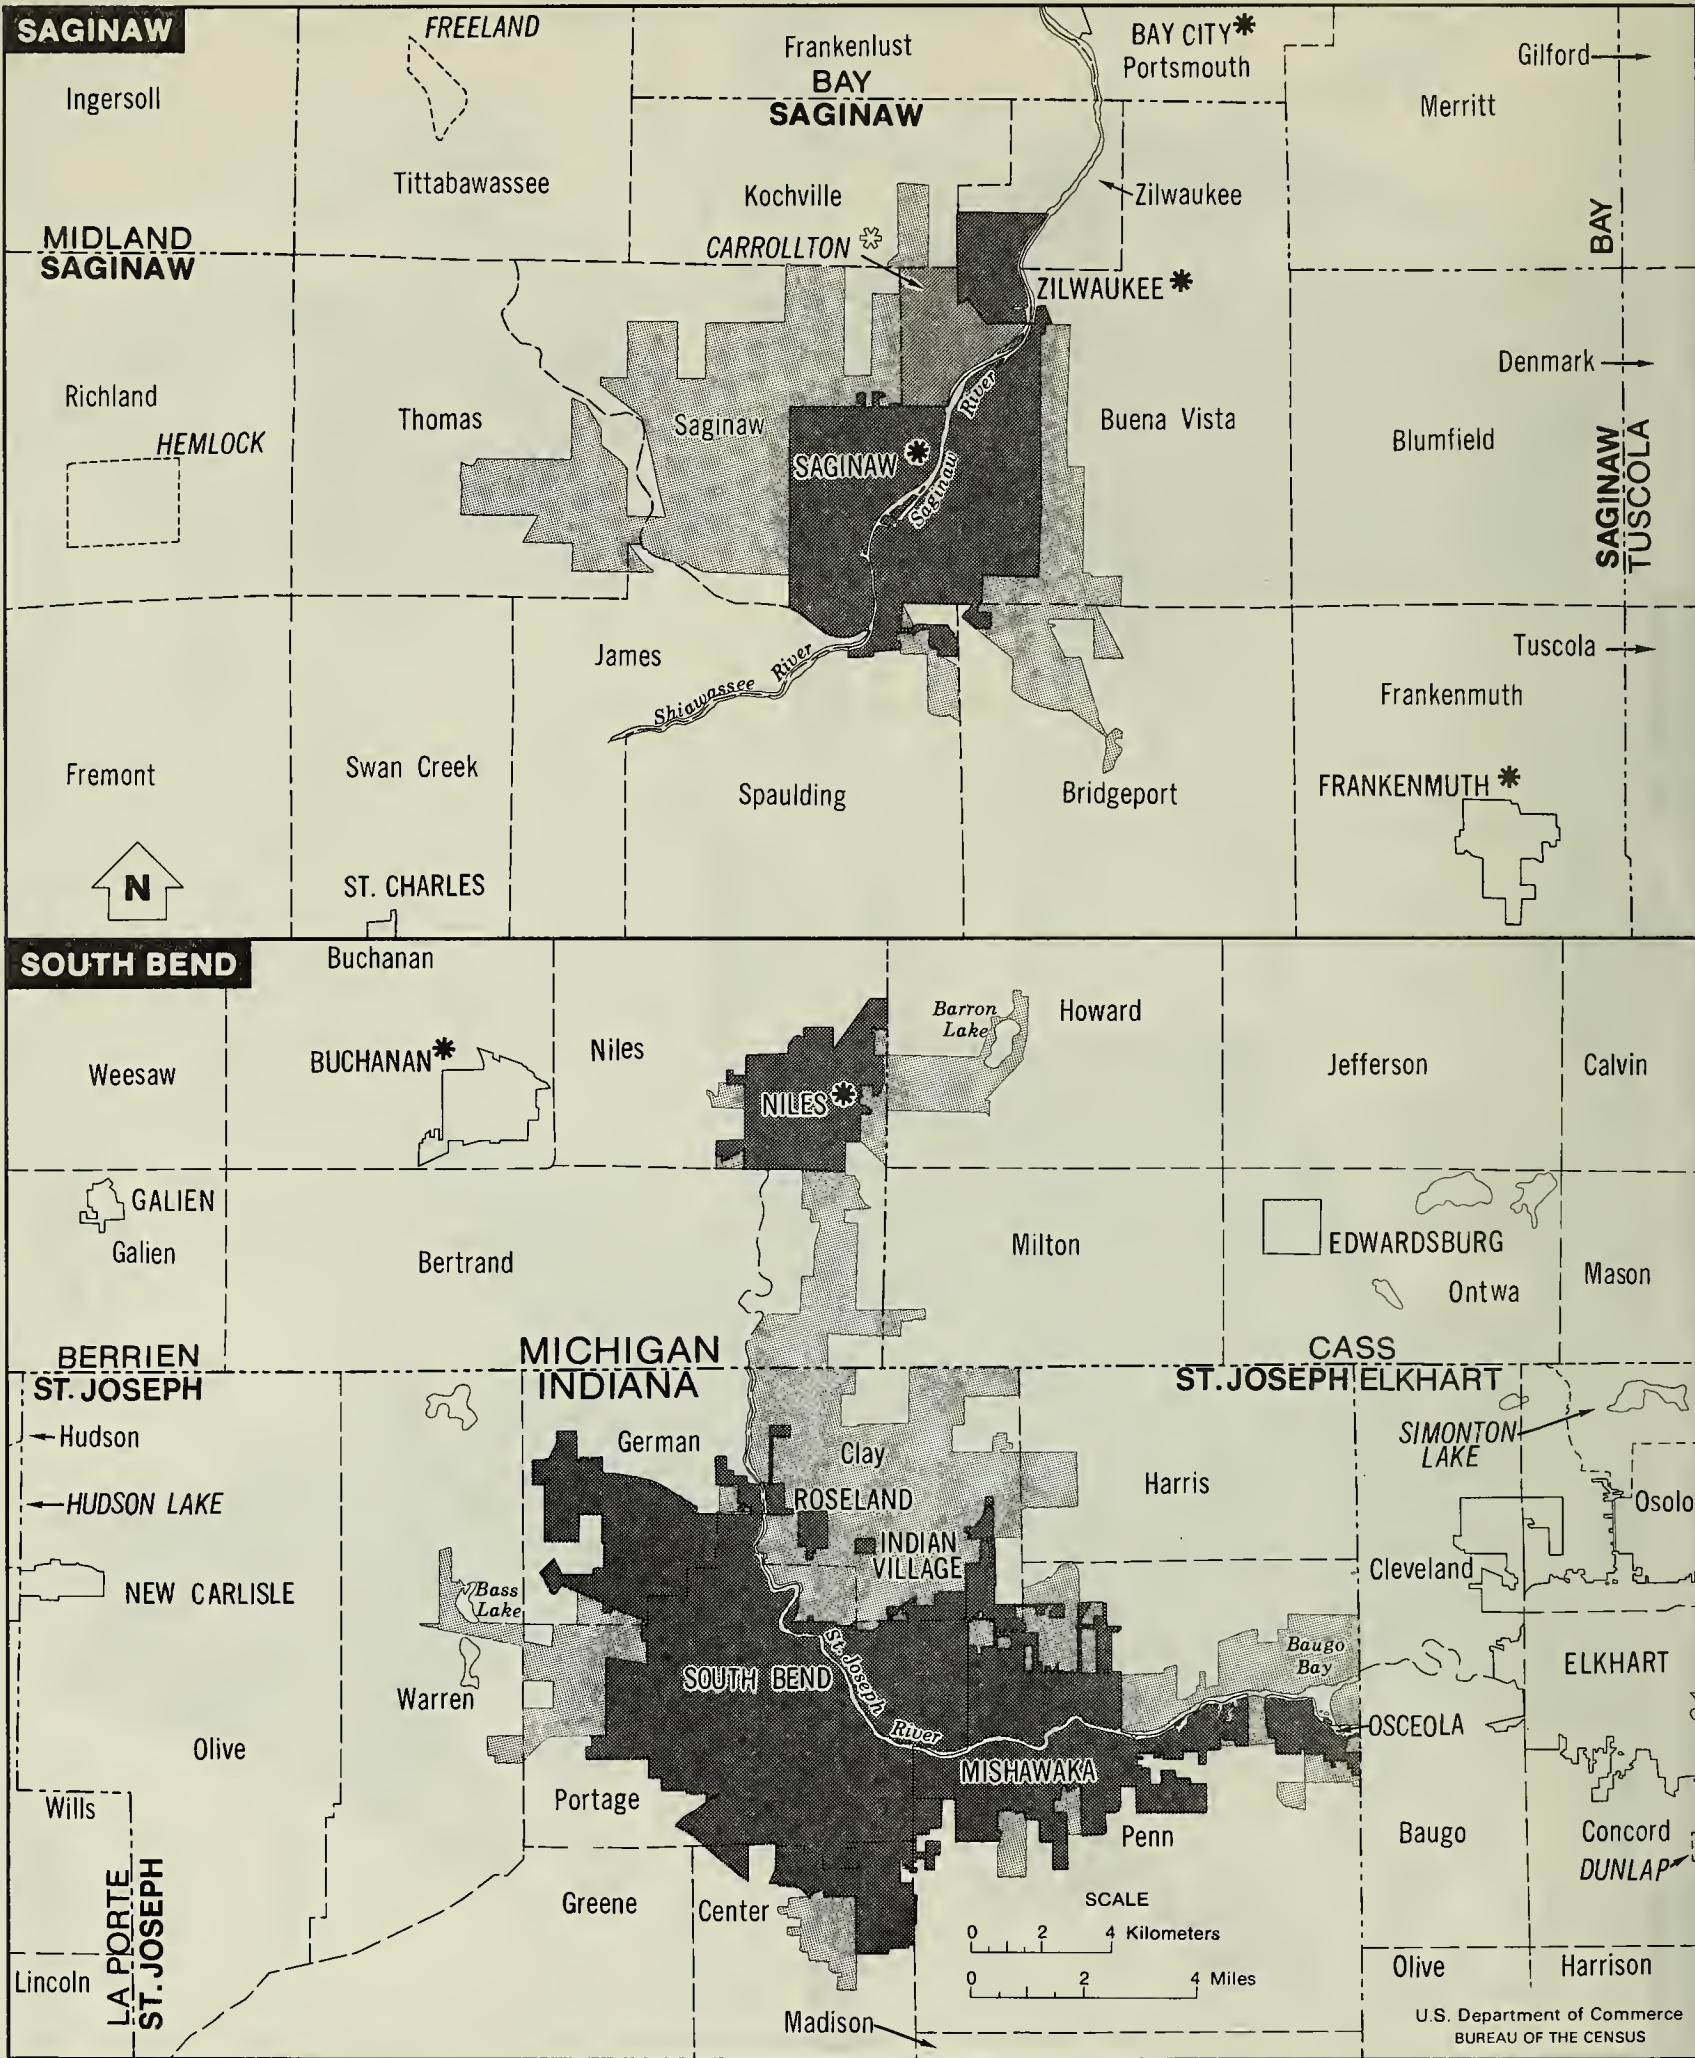 SAGINAW
FREELAND
Frankenlust
BAY CITY*
Portsmouth
Gilford
Ingersoll
BAY
SAGINAW
Merritt
Tittabawassee
Kochville
Zilwaukee
BAY
MIDLAND
SAGINAW
CARROLLTON
ZILWAUKEE*
Denmark
Richland
HEMLOCK
Thomas
Saginaw
River
Buena Vista
Blumfield
SAGINAW*
Saginaw
SAGINAW
TUSCOLA
James
Shiawassee River
Tuscola
Frankenmuth
Fremont
Swan Creek
Spaulding
Bridgeport
FRANKENMUTH*
N
ST. CHARLES
SOUTH BEND
Buchanan
Barron
Lake
Howard
Weesaw
BUCHANAN*
Niles
Jefferson
Calvin
NILES*
GALIEN
Galien
Bertrand
Milton
EDWARDSBURG
Ontwa
Mason
BERRIEN
ST. JOSEPH
MICHIGAN
INDIANA
CASS
ST. JOSEPH
ELKHART
Hudson
German
Clay
SIMONTON
LAKE
HUDSON LAKE
ROSELAND
Harris
Osolo
INDIAN
VILLAGE
Cleveland
NEW CARLISLE
Bass
Lake
St. Joseph
River
Baugo
Bay
ELKHART
SOUTH BEND
Warren
OSCEOLA
Olive
MISHAWAKA
Wills
Portage
Penn
Baugo
Concord
DUNLAP
LA PORTE
ST. JOSEPH
Greene
Center
SCALE
0 2 4 Kilometers
0 2 4 Miles
Lincoln
Olive
Harrison
Madison
U.S. Department of Commerce
BUREAU OF THE CENSUS